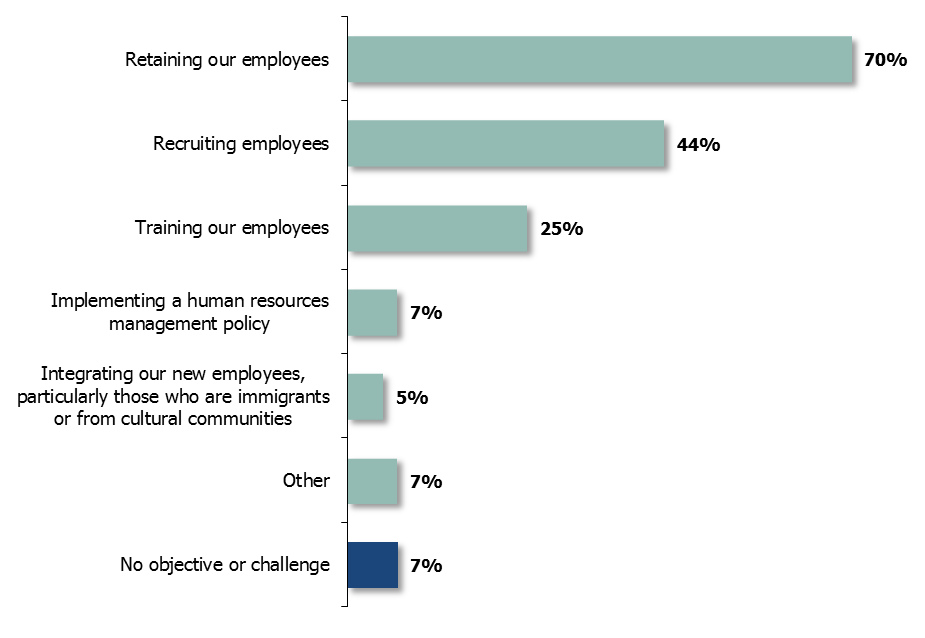 Retaining our employees
70%
Recruiting employees
44%
Training our employees
25%
Implementing a human resources
management policy
7%
Integrating our new employees,
particularly those who are immigrants
or from cultural communities
5%
Other
7%
No objective or challenge
7%